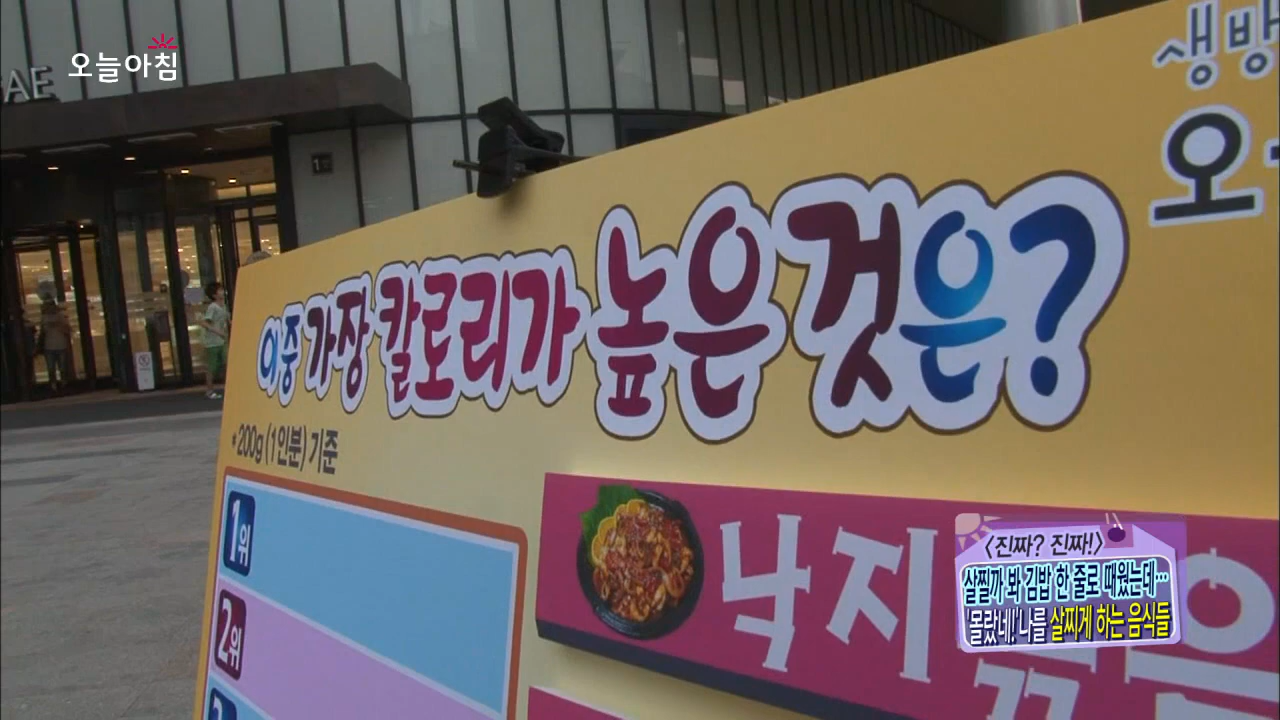 오늘아침
AE
생방
오
이중 가장 칼로리가 높은 것은?
*200g (1인분) 기준
1위
2위
낙지
<진짜? 진짜!>
살찔까 봐 김밥 한 줄로 때웠는데…
'몰랐네!' 나를 살찌게 하는 음식들